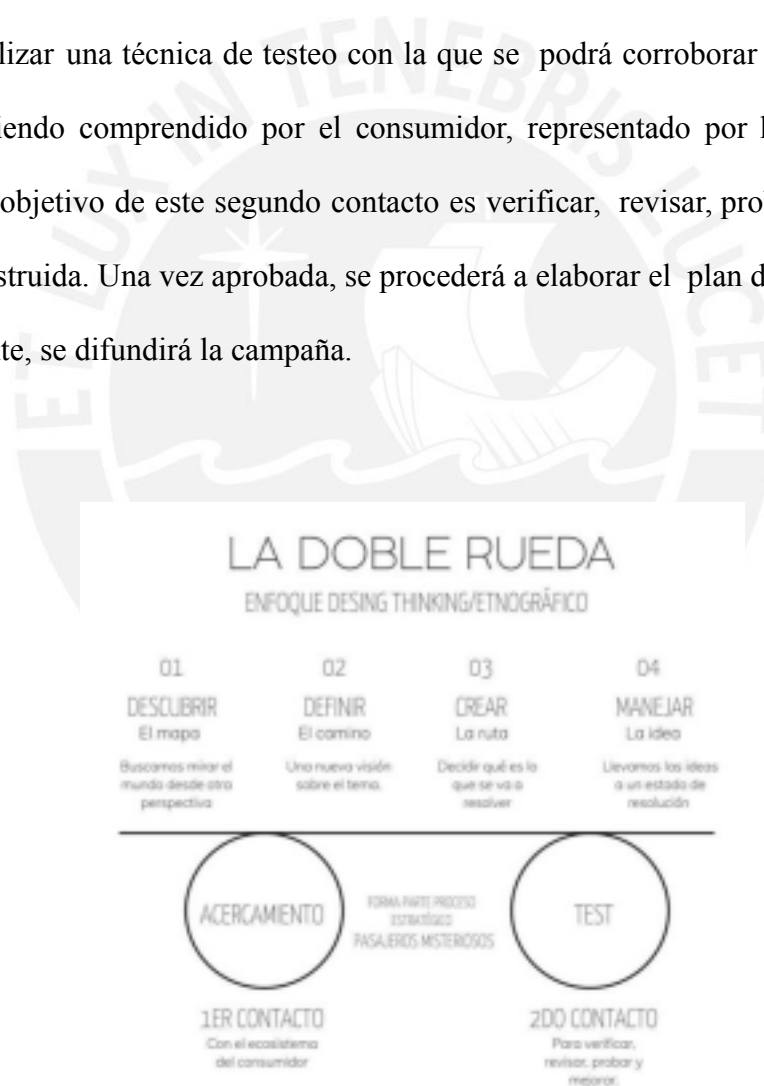 lizar una técnica de testeo con la que se podrá corroborar
iendo comprendido por el consumidor, representado por l
objetivo de este segundo contacto es verificar, revisar, pro
struida. Una vez aprobada, se procederá a elaborar el plan d
te, se difundirá la campaña.
ET LUX IN TENEBRIS LUCET
LA DOBLE RUEDA
ENFOQUE DESING THINKING/ETNOGRÁFICO
01
DESCUBRIR
El mapa
Buscamos mirar el
mundo desde otra
perspectiva
02
DEFINIR
El camino
Una nueva visión
sobre el tema.
03
CREAR
La ruta
Decidir qué es lo
que se va a
resolver
04
MANEJAR
La idea
Llevamos las ideas
a un estado de
resolución
ACERCAMIENTO
FORMA PARTE PROCESO
ESTRATÉGICO
PASAJEROS MISTERIOSOS
TEST
1ER CONTACTO
Con el ecosistema
del consumidor
2DO CONTACTO
Para verificar,
revisar, probar y
mejorar.